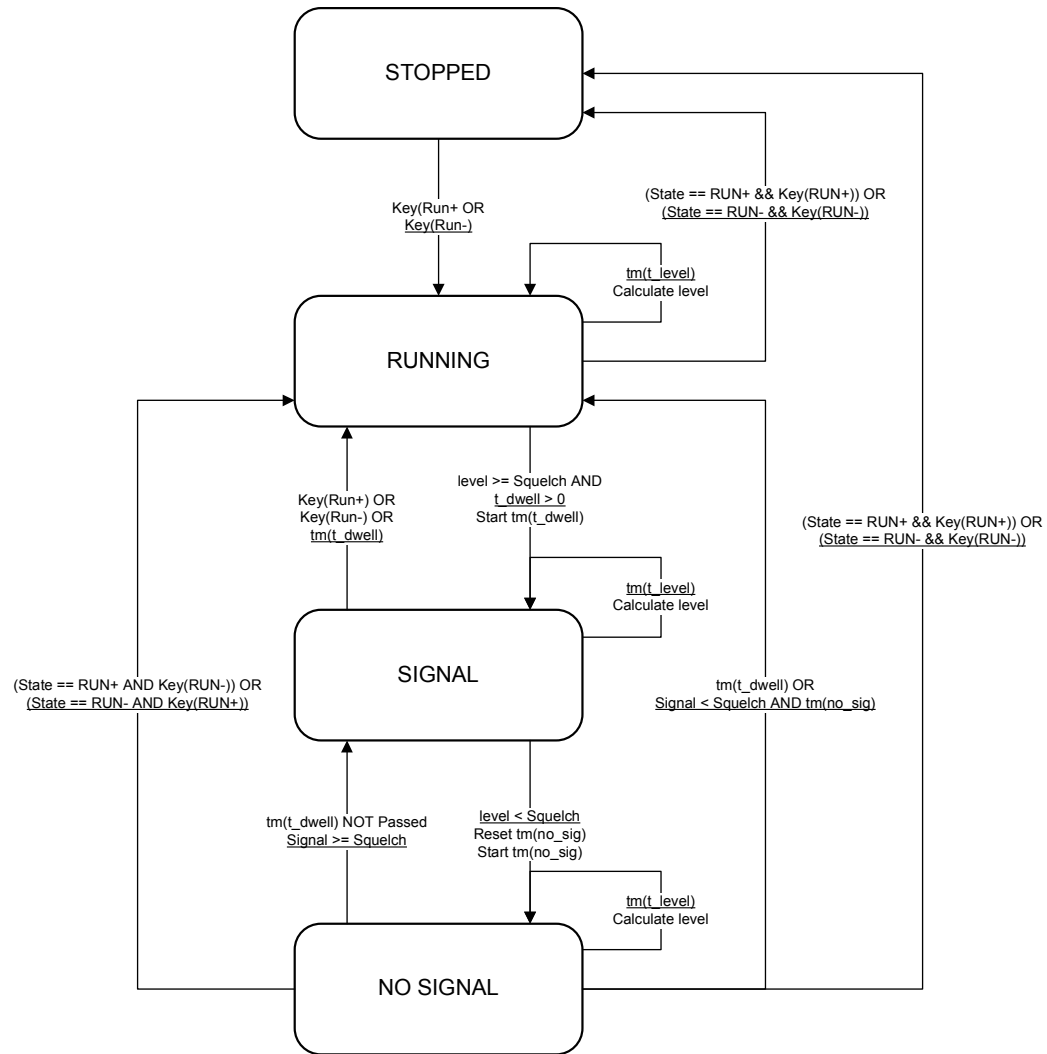 STOPPED
Key(Run+ OR
Key(Run-)
(State == RUN+ && Key(RUN+)) OR
(State == RUN- && Key(RUN-))
tm(t_level)
Calculate level
RUNNING
Key(Run+) OR
Key(Run-) OR
tm(t_dwell)
level >= Squelch AND
t_dwell > 0
Start tm(t_dwell)
(State == RUN+ && Key(RUN+)) OR
(State == RUN- && Key(RUN-))
tm(t_level)
Calculate level
SIGNAL
(State == RUN+ AND Key(RUN-)) OR
(State == RUN- AND Key(RUN+))
tm(t_dwell) OR
Signal < Squelch AND tm(no_sig)
tm(t_dwell) NOT Passed
Signal >= Squelch
level < Squelch
Reset tm(no_sig)
Start tm(no_sig)
tm(t_level)
Calculate level
NO SIGNAL